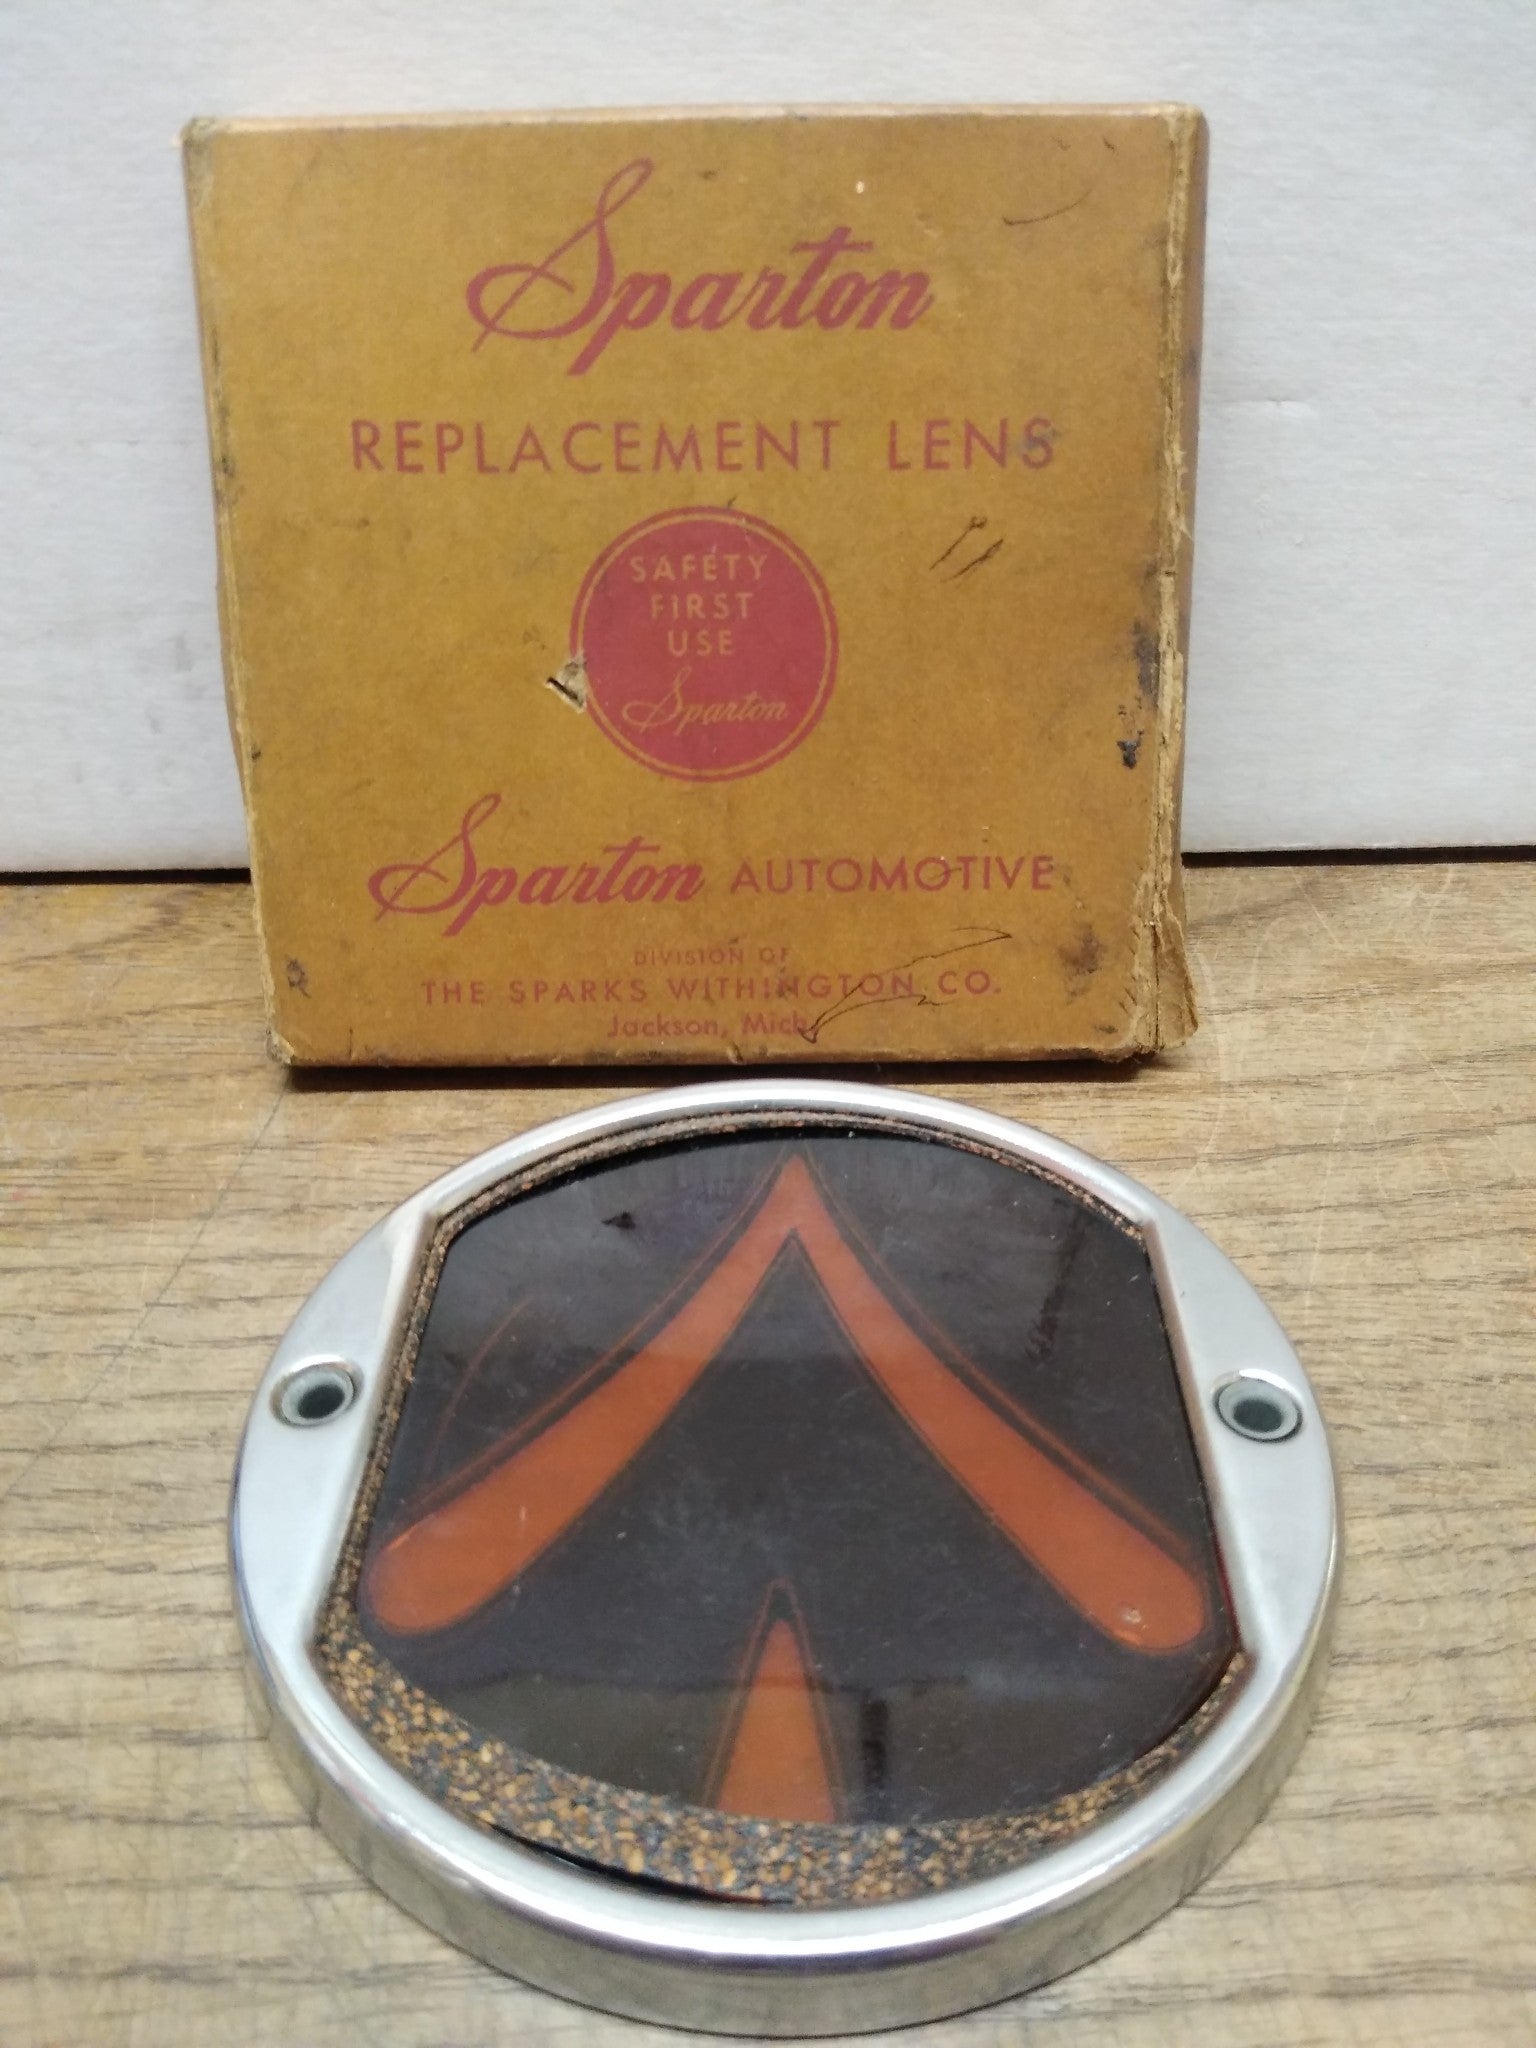 Sparton
REPLACEMENT LENS
SAFETY
FIRST
USE
Sparton
Sparton AUTOMOTIVE
DIVISION OF
THE SPARKS WITHINGTON CO.
Jackson, Mich.